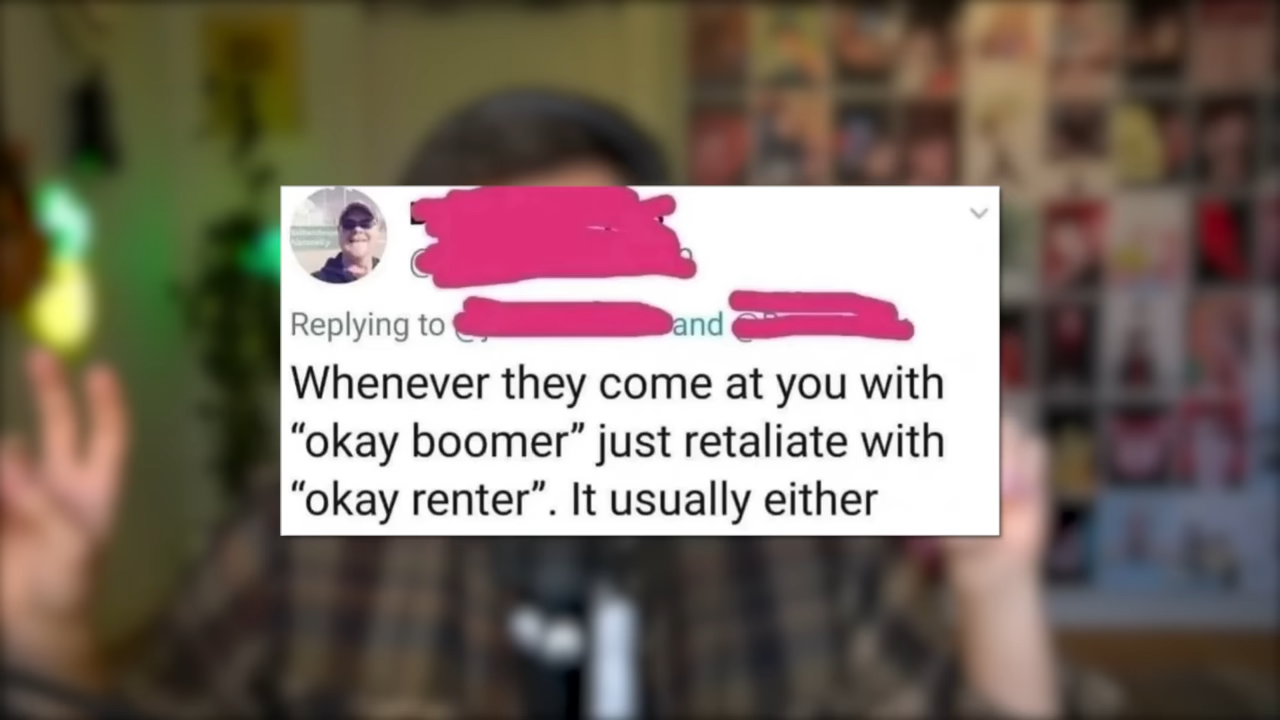 Replying to @ and @
Whenever they come at you with
“okay boomer” just retaliate with
“okay renter”. It usually either